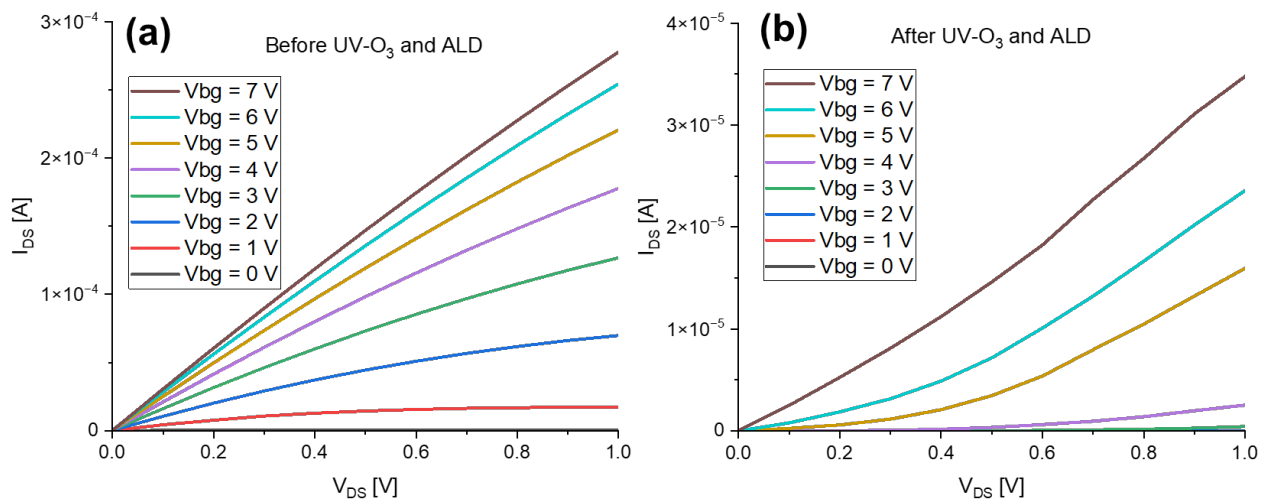 (a)
Before UV-O₃ and ALD
3×10⁻⁴
2×10⁻⁴
1×10⁻⁴
0
I_DS [A]
Vbg = 7 V
Vbg = 6 V
Vbg = 5 V
Vbg = 4 V
Vbg = 3 V
Vbg = 2 V
Vbg = 1 V
Vbg = 0 V
0.0 0.2 0.4 0.6 0.8 1.0
V_DS [V]
(b)
After UV-O₃ and ALD
4×10⁻⁵
3×10⁻⁵
2×10⁻⁵
1×10⁻⁵
0
I_DS [A]
Vbg = 7 V
Vbg = 6 V
Vbg = 5 V
Vbg = 4 V
Vbg = 3 V
Vbg = 2 V
Vbg = 1 V
Vbg = 0 V
0.0 0.2 0.4 0.6 0.8 1.0
V_DS [V]